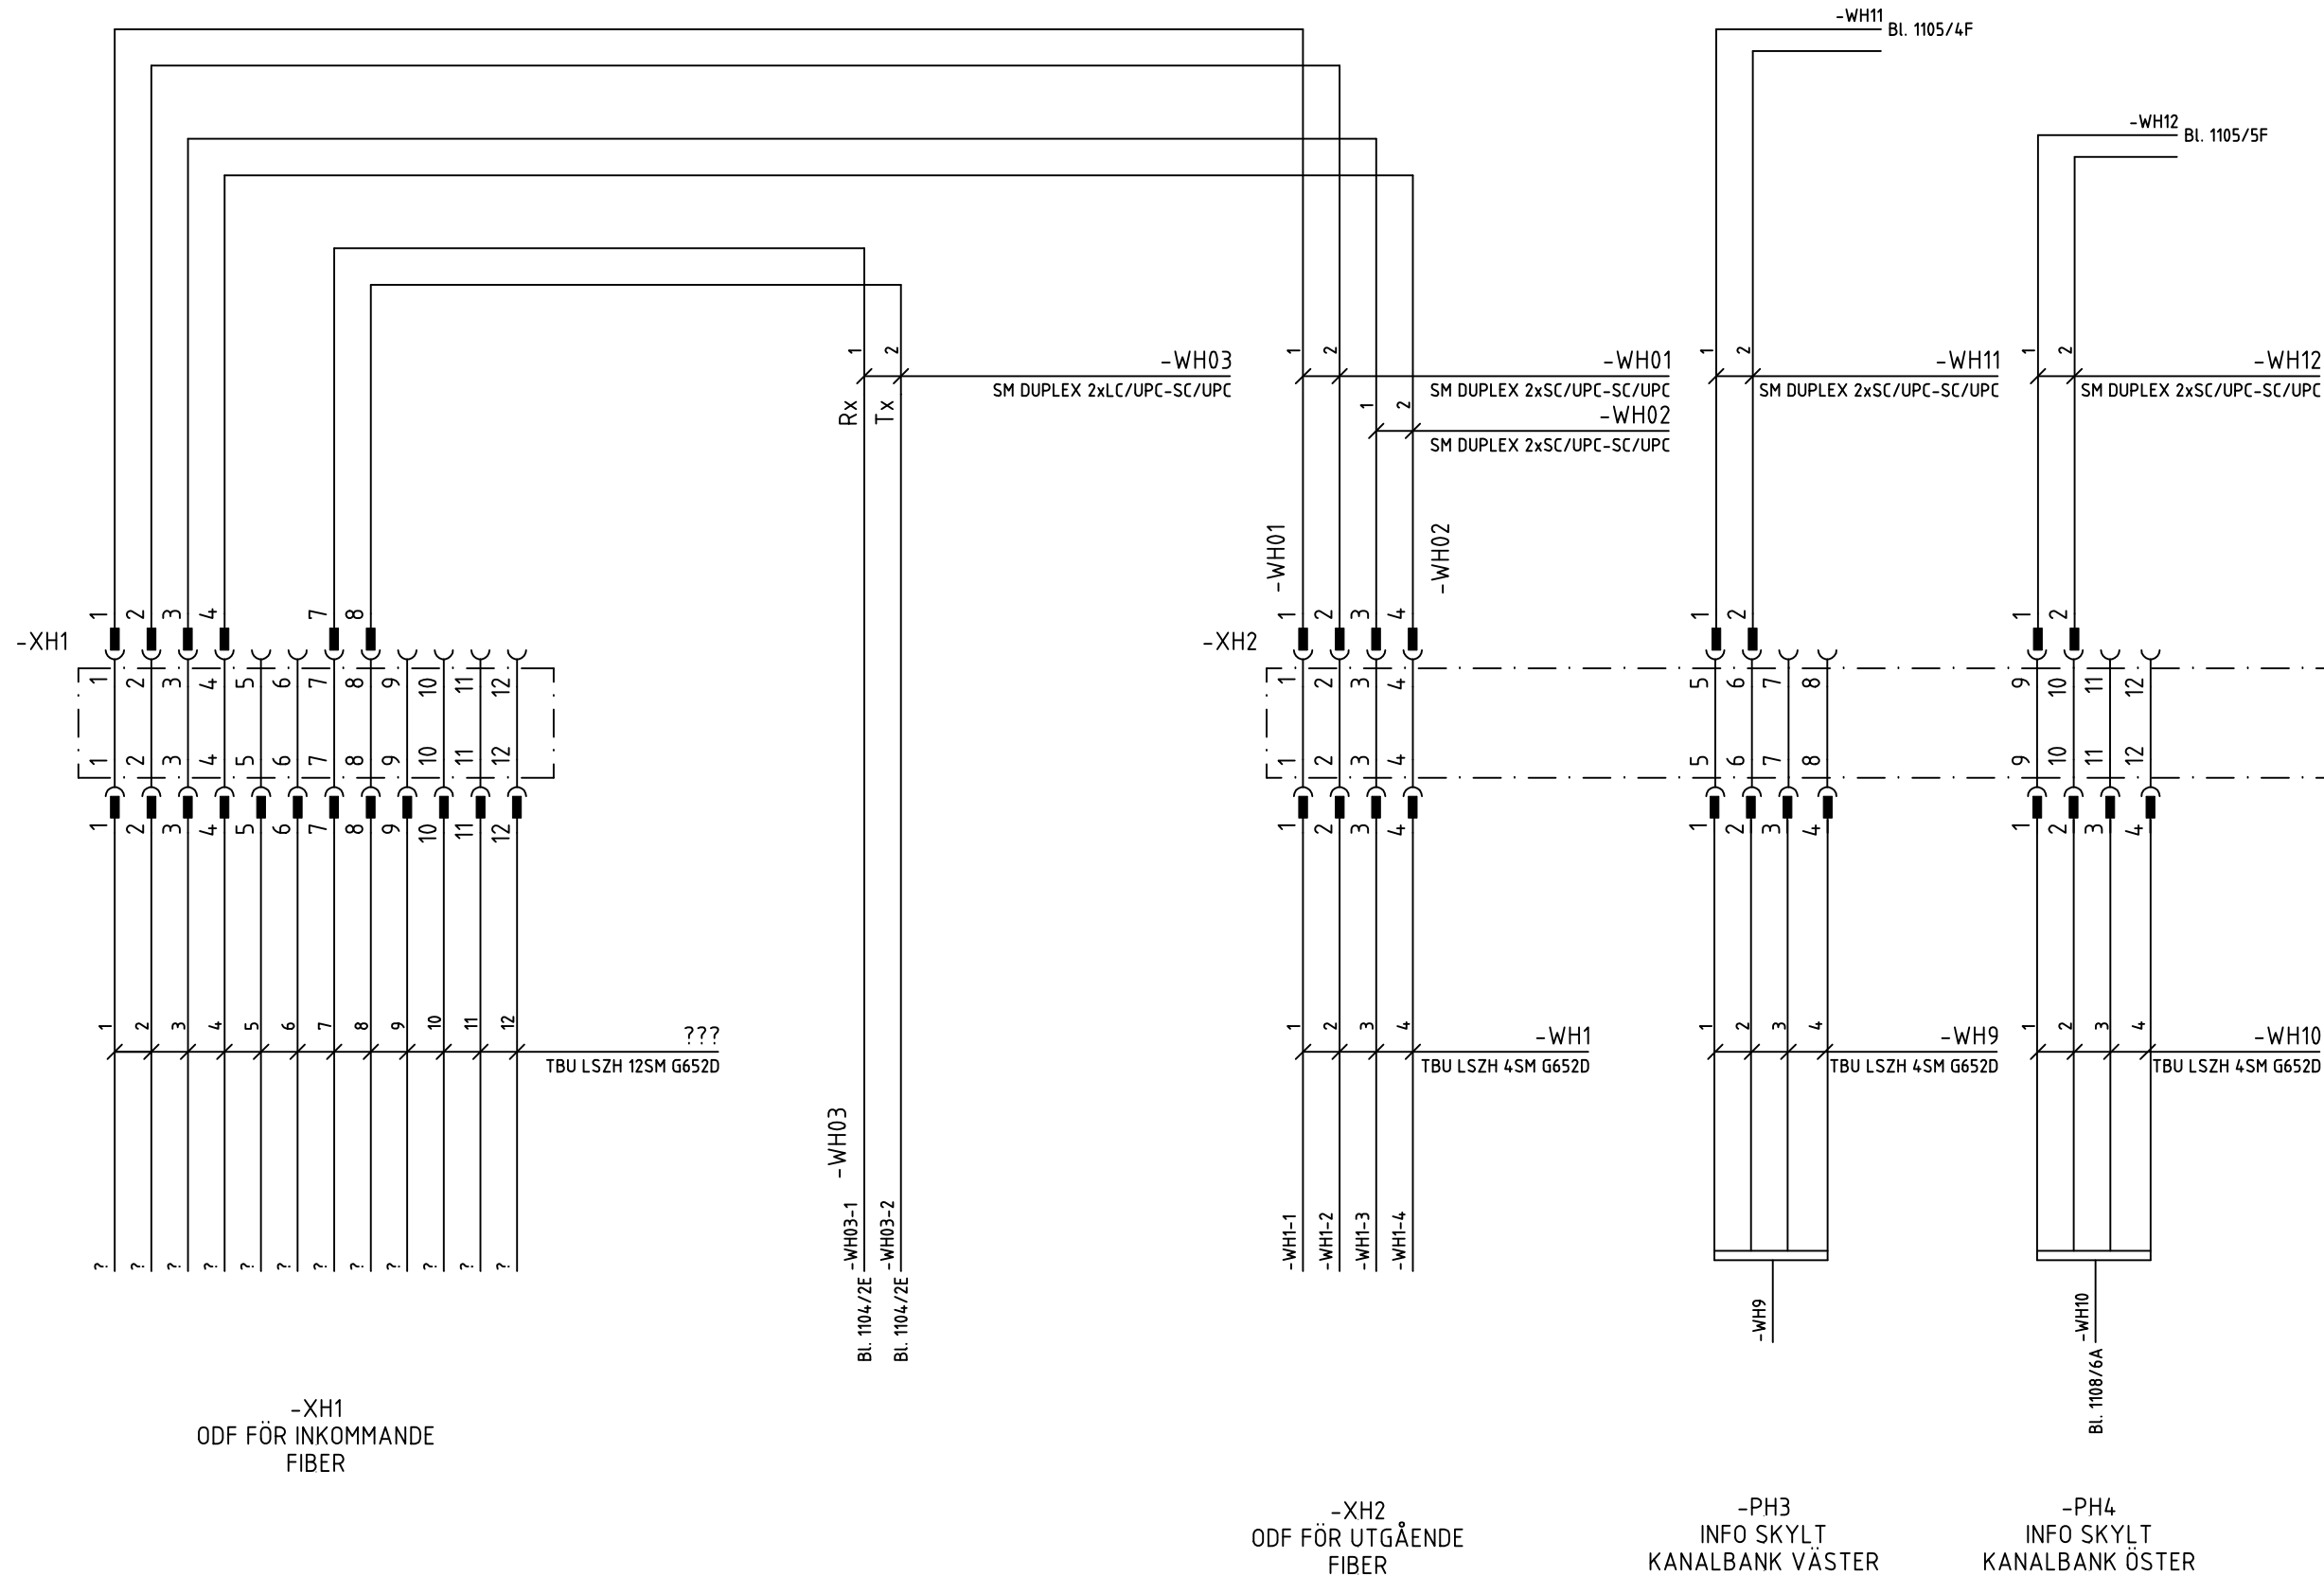 -WH11
Bl. 1105/4F
-WH12
Bl. 1105/5F
1 2
-WH03
SM DUPLEX 2xLC/UPC-SC/UPC
Rx Tx
1 2
-WH01
SM DUPLEX 2xSC/UPC-SC/UPC
1 2
-WH02
SM DUPLEX 2xSC/UPC-SC/UPC
1 2
-WH11
SM DUPLEX 2xSC/UPC-SC/UPC
1 2
-WH12
SM DUPLEX 2xSC/UPC-SC/UPC
-WH01
-WH02
1 2 3 4 7 8
1 2 3 4
1 2
1 2
-XH1
-XH2
1 2 3 4 5 6 7 8 9 10 11 12
1 2 3 4
5 6 7 8
9 10 11 12
1 2 3 4 5 6 7 8 9 10 11 12
1 2 3 4
5 6 7 8
9 10 11 12
1 2 3 4 5 6 7 8 9 10 11 12
1 2 3 4
1 2 3 4
1 2 3 4
1 2 3 4 5 6 7 8 9 10 11 12
???
TBU LSZH 12SM G652D
1 2 3 4
-WH1
TBU LSZH 4SM G652D
1 2 3 4
-WH9
TBU LSZH 4SM G652D
1 2 3 4
-WH10
TBU LSZH 4SM G652D
-WH03
? ? ? ? ? ? ? ? ? ? ? ?
-WH03-1
-WH03-2
Bl. 1104/2E
Bl. 1104/2E
-WH1-1
-WH1-2
-WH1-3
-WH1-4
-WH9
-WH10
Bl. 1108/6A
-XH1
ODF FÖR INKOMMANDE
FIBER
-XH2
ODF FÖR UTGÅENDE
FIBER
-PH3
INFO SKYLT
KANALBANK VÄSTER
-PH4
INFO SKYLT
KANALBANK ÖSTER